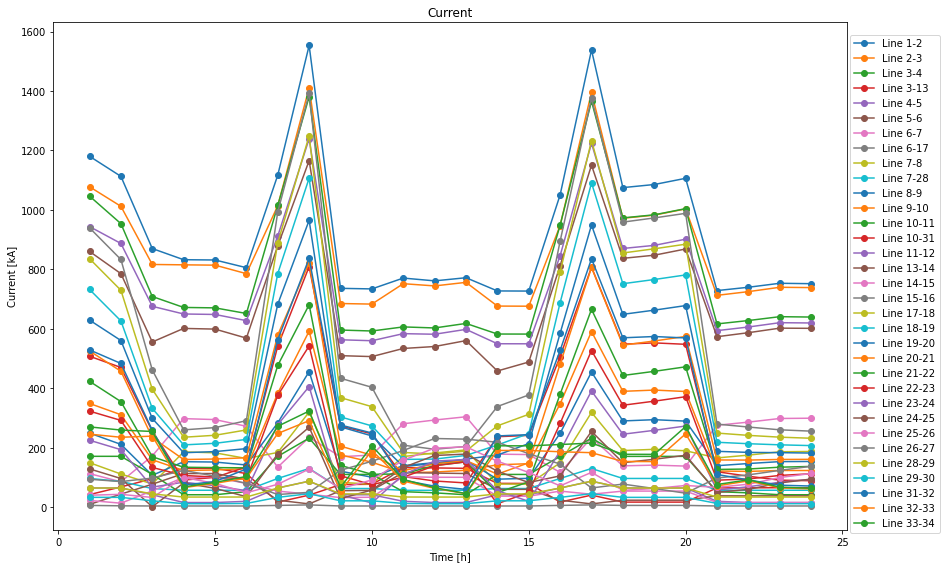 Current
1600
1400
1200
1000
800
600
400
200
0
Current [kA]
0
5
10
15
20
25
Time [h]
Line 1-2
Line 2-3
Line 3-4
Line 3-13
Line 4-5
Line 5-6
Line 6-7
Line 6-17
Line 7-8
Line 7-28
Line 8-9
Line 9-10
Line 10-11
Line 10-31
Line 11-12
Line 13-14
Line 14-15
Line 15-16
Line 17-18
Line 18-19
Line 19-20
Line 20-21
Line 21-22
Line 22-23
Line 23-24
Line 24-25
Line 25-26
Line 26-27
Line 28-29
Line 29-30
Line 31-32
Line 32-33
Line 33-34